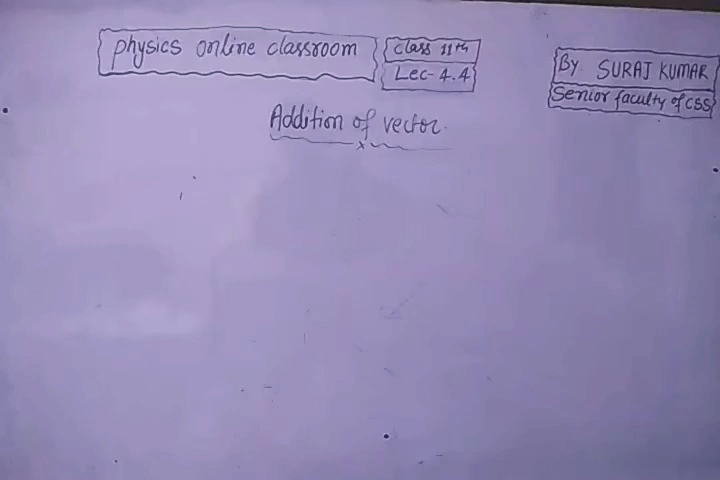 physics online classroom
class 11th
Lec- 4.4
By SURAJ KUMAR
Senior faculty of CSS
Addition of vector.